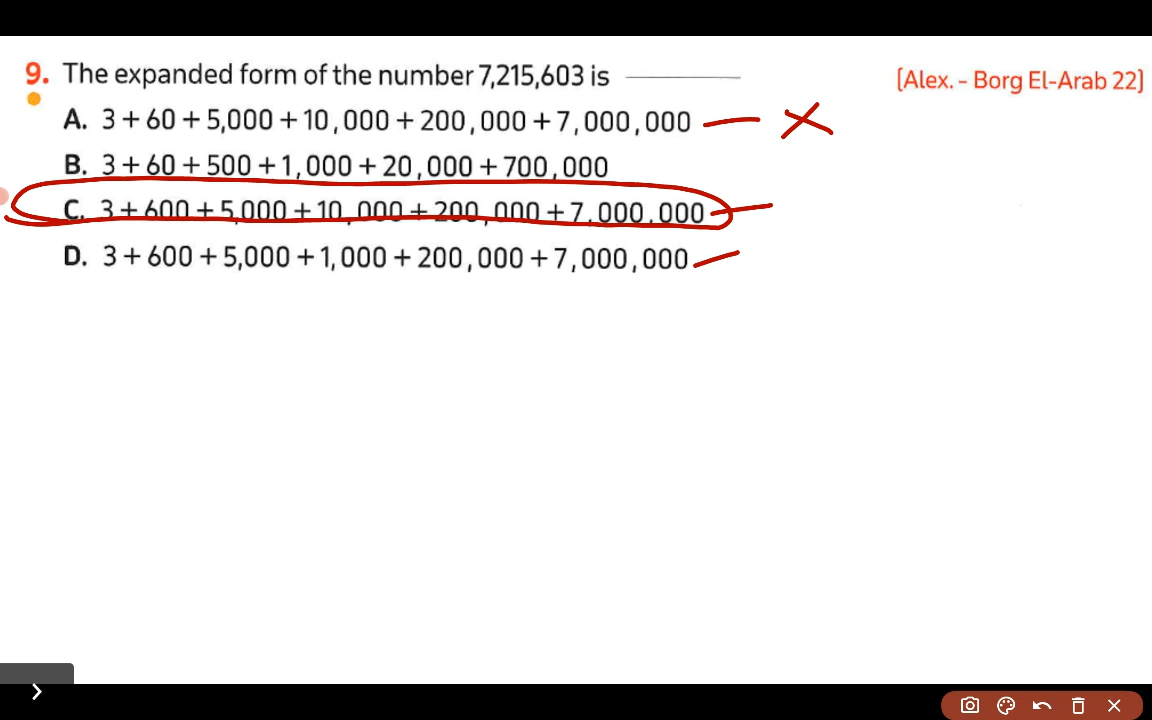 9. The expanded form of the number 7,215,603 is ________ [Alex. - Borg El-Arab 22]
A. 3 + 60 + 5,000 + 10,000 + 200,000 + 7,000,000
B. 3 + 60 + 500 + 1,000 + 20,000 + 700,000
C. 3 + 600 + 5,000 + 10,000 + 200,000 + 7,000,000
D. 3 + 600 + 5,000 + 1,000 + 200,000 + 7,000,000